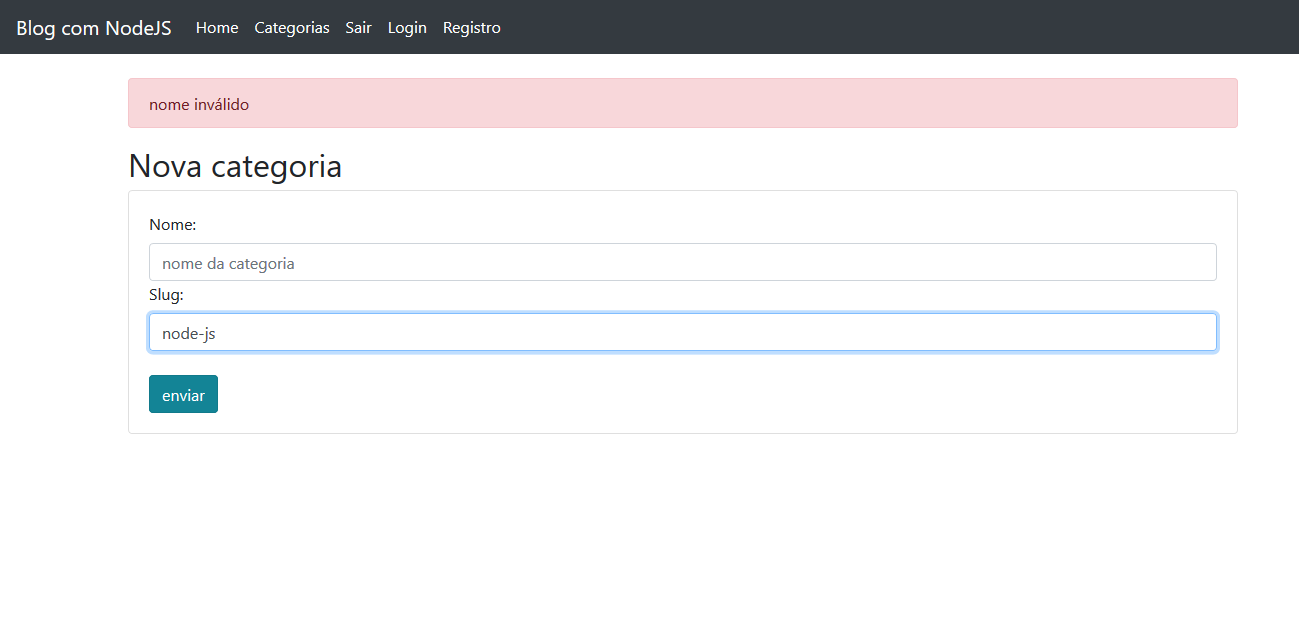 Blog com NodeJS Home Categorias Sair Login Registro
nome inválido
Nova categoria
Nome:
nome da categoria
Slug:
node-js
enviar